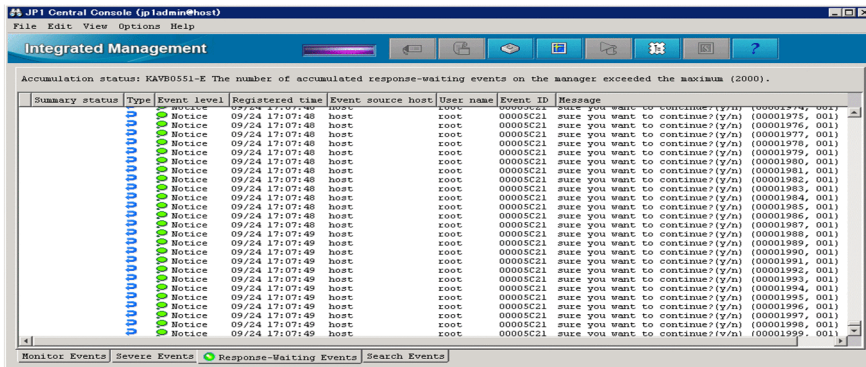 JP1 Central Console (jp1admin@host)
File Edit View Options Help
Integrated Management
Accumulation status: KAVB0551-E The number of accumulated response-waiting events on the manager exceeded the maximum (2000).
Summary status Type Event level Registered time Event source host User name Event ID Message
Notice 09/24 17:07:48 host root 00005C21 sure you want to continue?(y/n) (00001974, 001)
Notice 09/24 17:07:48 host root 00005C21 sure you want to continue?(y/n) (00001975, 001)
Notice 09/24 17:07:48 host root 00005C21 sure you want to continue?(y/n) (00001976, 001)
Notice 09/24 17:07:48 host root 00005C21 sure you want to continue?(y/n) (00001977, 001)
Notice 09/24 17:07:48 host root 00005C21 sure you want to continue?(y/n) (00001978, 001)
Notice 09/24 17:07:48 host root 00005C21 sure you want to continue?(y/n) (00001979, 001)
Notice 09/24 17:07:48 host root 00005C21 sure you want to continue?(y/n) (00001980, 001)
Notice 09/24 17:07:48 host root 00005C21 sure you want to continue?(y/n) (00001981, 001)
Notice 09/24 17:07:48 host root 00005C21 sure you want to continue?(y/n) (00001982, 001)
Notice 09/24 17:07:48 host root 00005C21 sure you want to continue?(y/n) (00001983, 001)
Notice 09/24 17:07:48 host root 00005C21 sure you want to continue?(y/n) (00001984, 001)
Notice 09/24 17:07:48 host root 00005C21 sure you want to continue?(y/n) (00001985, 001)
Notice 09/24 17:07:48 host root 00005C21 sure you want to continue?(y/n) (00001986, 001)
Notice 09/24 17:07:48 host root 00005C21 sure you want to continue?(y/n) (00001987, 001)
Notice 09/24 17:07:49 host root 00005C21 sure you want to continue?(y/n) (00001988, 001)
Notice 09/24 17:07:49 host root 00005C21 sure you want to continue?(y/n) (00001989, 001)
Notice 09/24 17:07:49 host root 00005C21 sure you want to continue?(y/n) (00001990, 001)
Notice 09/24 17:07:49 host root 00005C21 sure you want to continue?(y/n) (00001991, 001)
Notice 09/24 17:07:49 host root 00005C21 sure you want to continue?(y/n) (00001992, 001)
Notice 09/24 17:07:49 host root 00005C21 sure you want to continue?(y/n) (00001993, 001)
Notice 09/24 17:07:49 host root 00005C21 sure you want to continue?(y/n) (00001994, 001)
Notice 09/24 17:07:49 host root 00005C21 sure you want to continue?(y/n) (00001995, 001)
Notice 09/24 17:07:49 host root 00005C21 sure you want to continue?(y/n) (00001996, 001)
Notice 09/24 17:07:49 host root 00005C21 sure you want to continue?(y/n) (00001997, 001)
Notice 09/24 17:07:49 host root 00005C21 sure you want to continue?(y/n) (00001998, 001)
Notice 09/24 17:07:49 host root 00005C21 sure you want to continue?(y/n) (00001999, 001)
Monitor Events Severe Events Response-Waiting Events Search Events